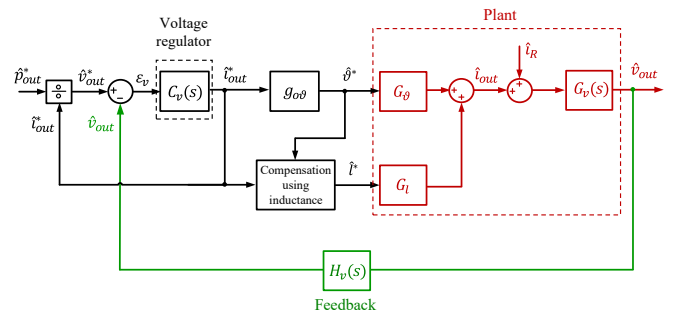 Plant
Voltage
regulator
p̂*out
÷
v̂*out
+
−
εv
Cv(s)
î*out
goϑ
ϑ̂*
Gϑ
îout
+
+
îR
+
+
Gv(s)
v̂out
î*out
v̂out
Compensation
using
inductance
l̂*
Gl
Hv(s)
Feedback